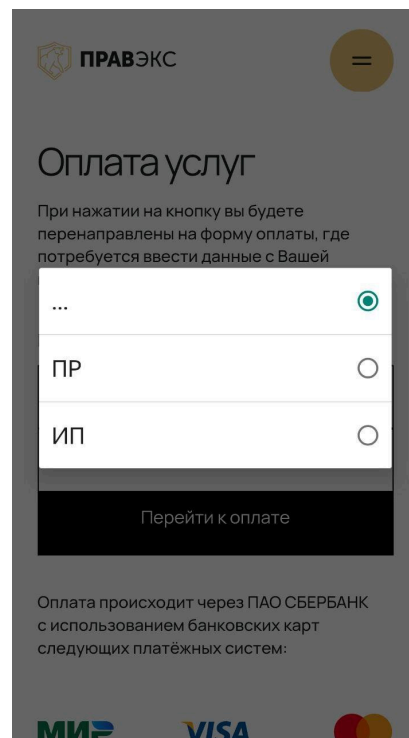 ПРАВЭКС
Оплата услуг
При нажатии на кнопку вы будете
перенаправлены на форму оплаты, где
потребуется ввести данные с Вашей
...
ПР
ИП
Перейти к оплате
Оплата происходит через ПАО СБЕРБАНК
с использованием банковских карт
следующих платёжных систем:
МИР VISA